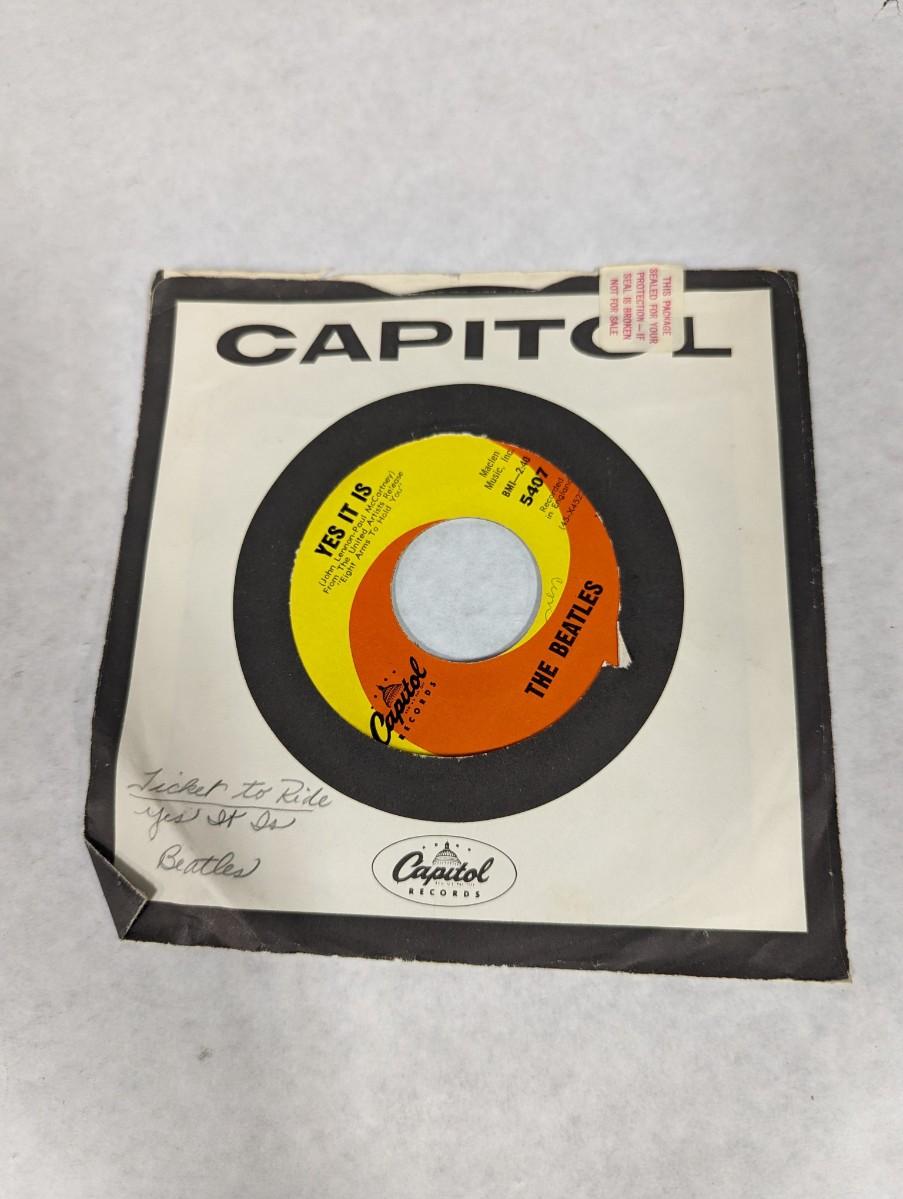 CAPITOL
THIS PACKAGE
SEALED FOR YOUR
PROTECTION—IF
SEAL IS BROKEN
NOT FOR SALE
YES IT IS
(John Lennon-Paul McCartney)
From The United Artists Release
"Eight Arms To Hold You"
Maclen
Music, Inc.
BMI—2:40
5407
Recorded
in England
(45-X452
THE BEATLES
Capitol
RECORDS
Ticket to Ride
Yes It Is
Beatles
Capitol
RECORDS